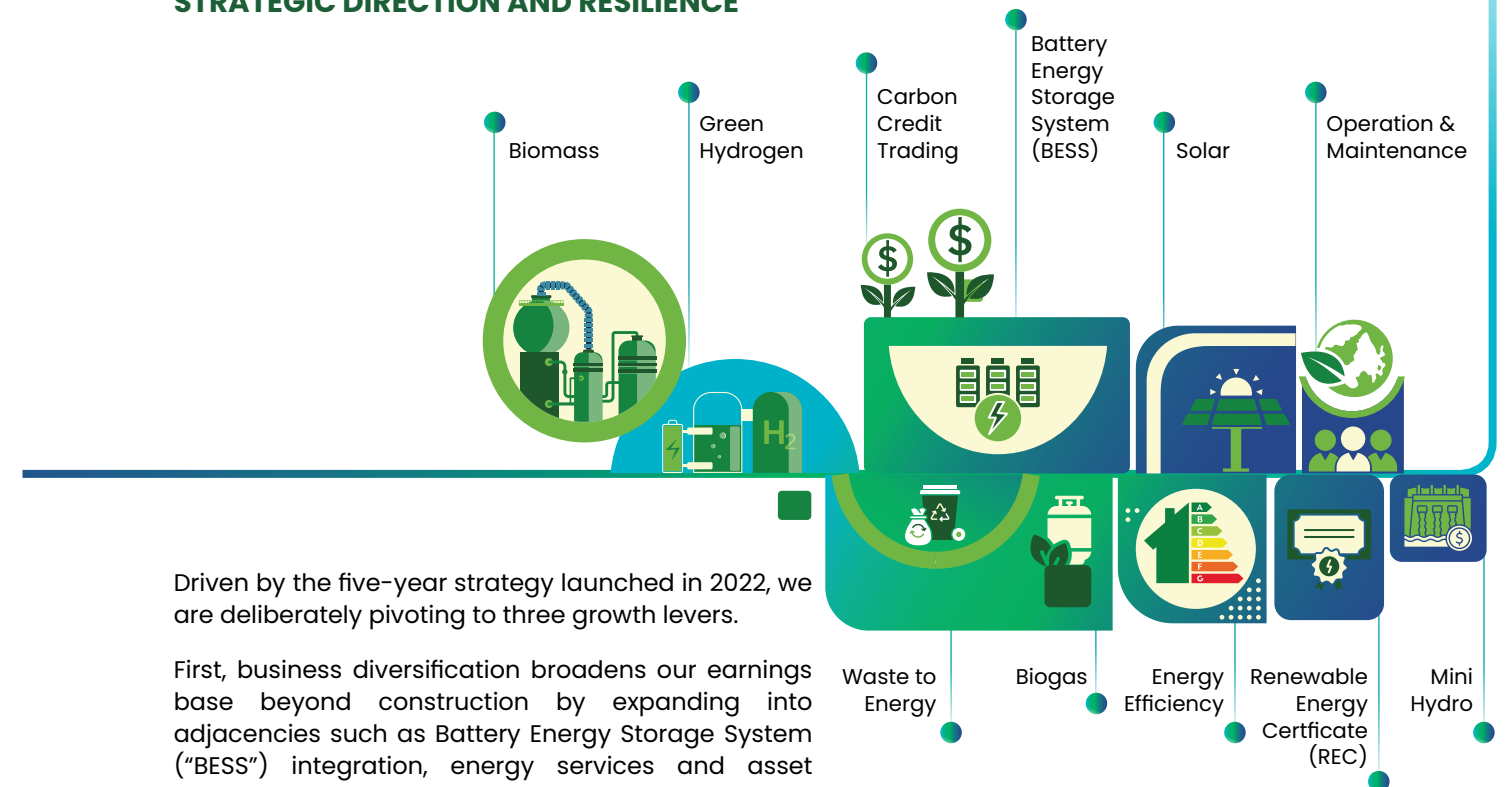 STRATEGIC DIRECTION AND RESILIENCE
Biomass
Green
Hydrogen
Carbon
Credit
Trading
Battery
Energy
Storage
System
(BESS)
Solar
Operation &
Maintenance
$
$
H2
A
B
C
D
E
F
G
$
Waste to
Energy
Biogas
Energy
Efficiency
Renewable
Energy
Certficate
(REC)
Mini
Hydro
Driven by the five-year strategy launched in 2022, we
are deliberately pivoting to three growth levers.
First, business diversification broadens our earnings
base beyond construction by expanding into
adjacencies such as Battery Energy Storage System
(“BESS”) integration, energy services and asset